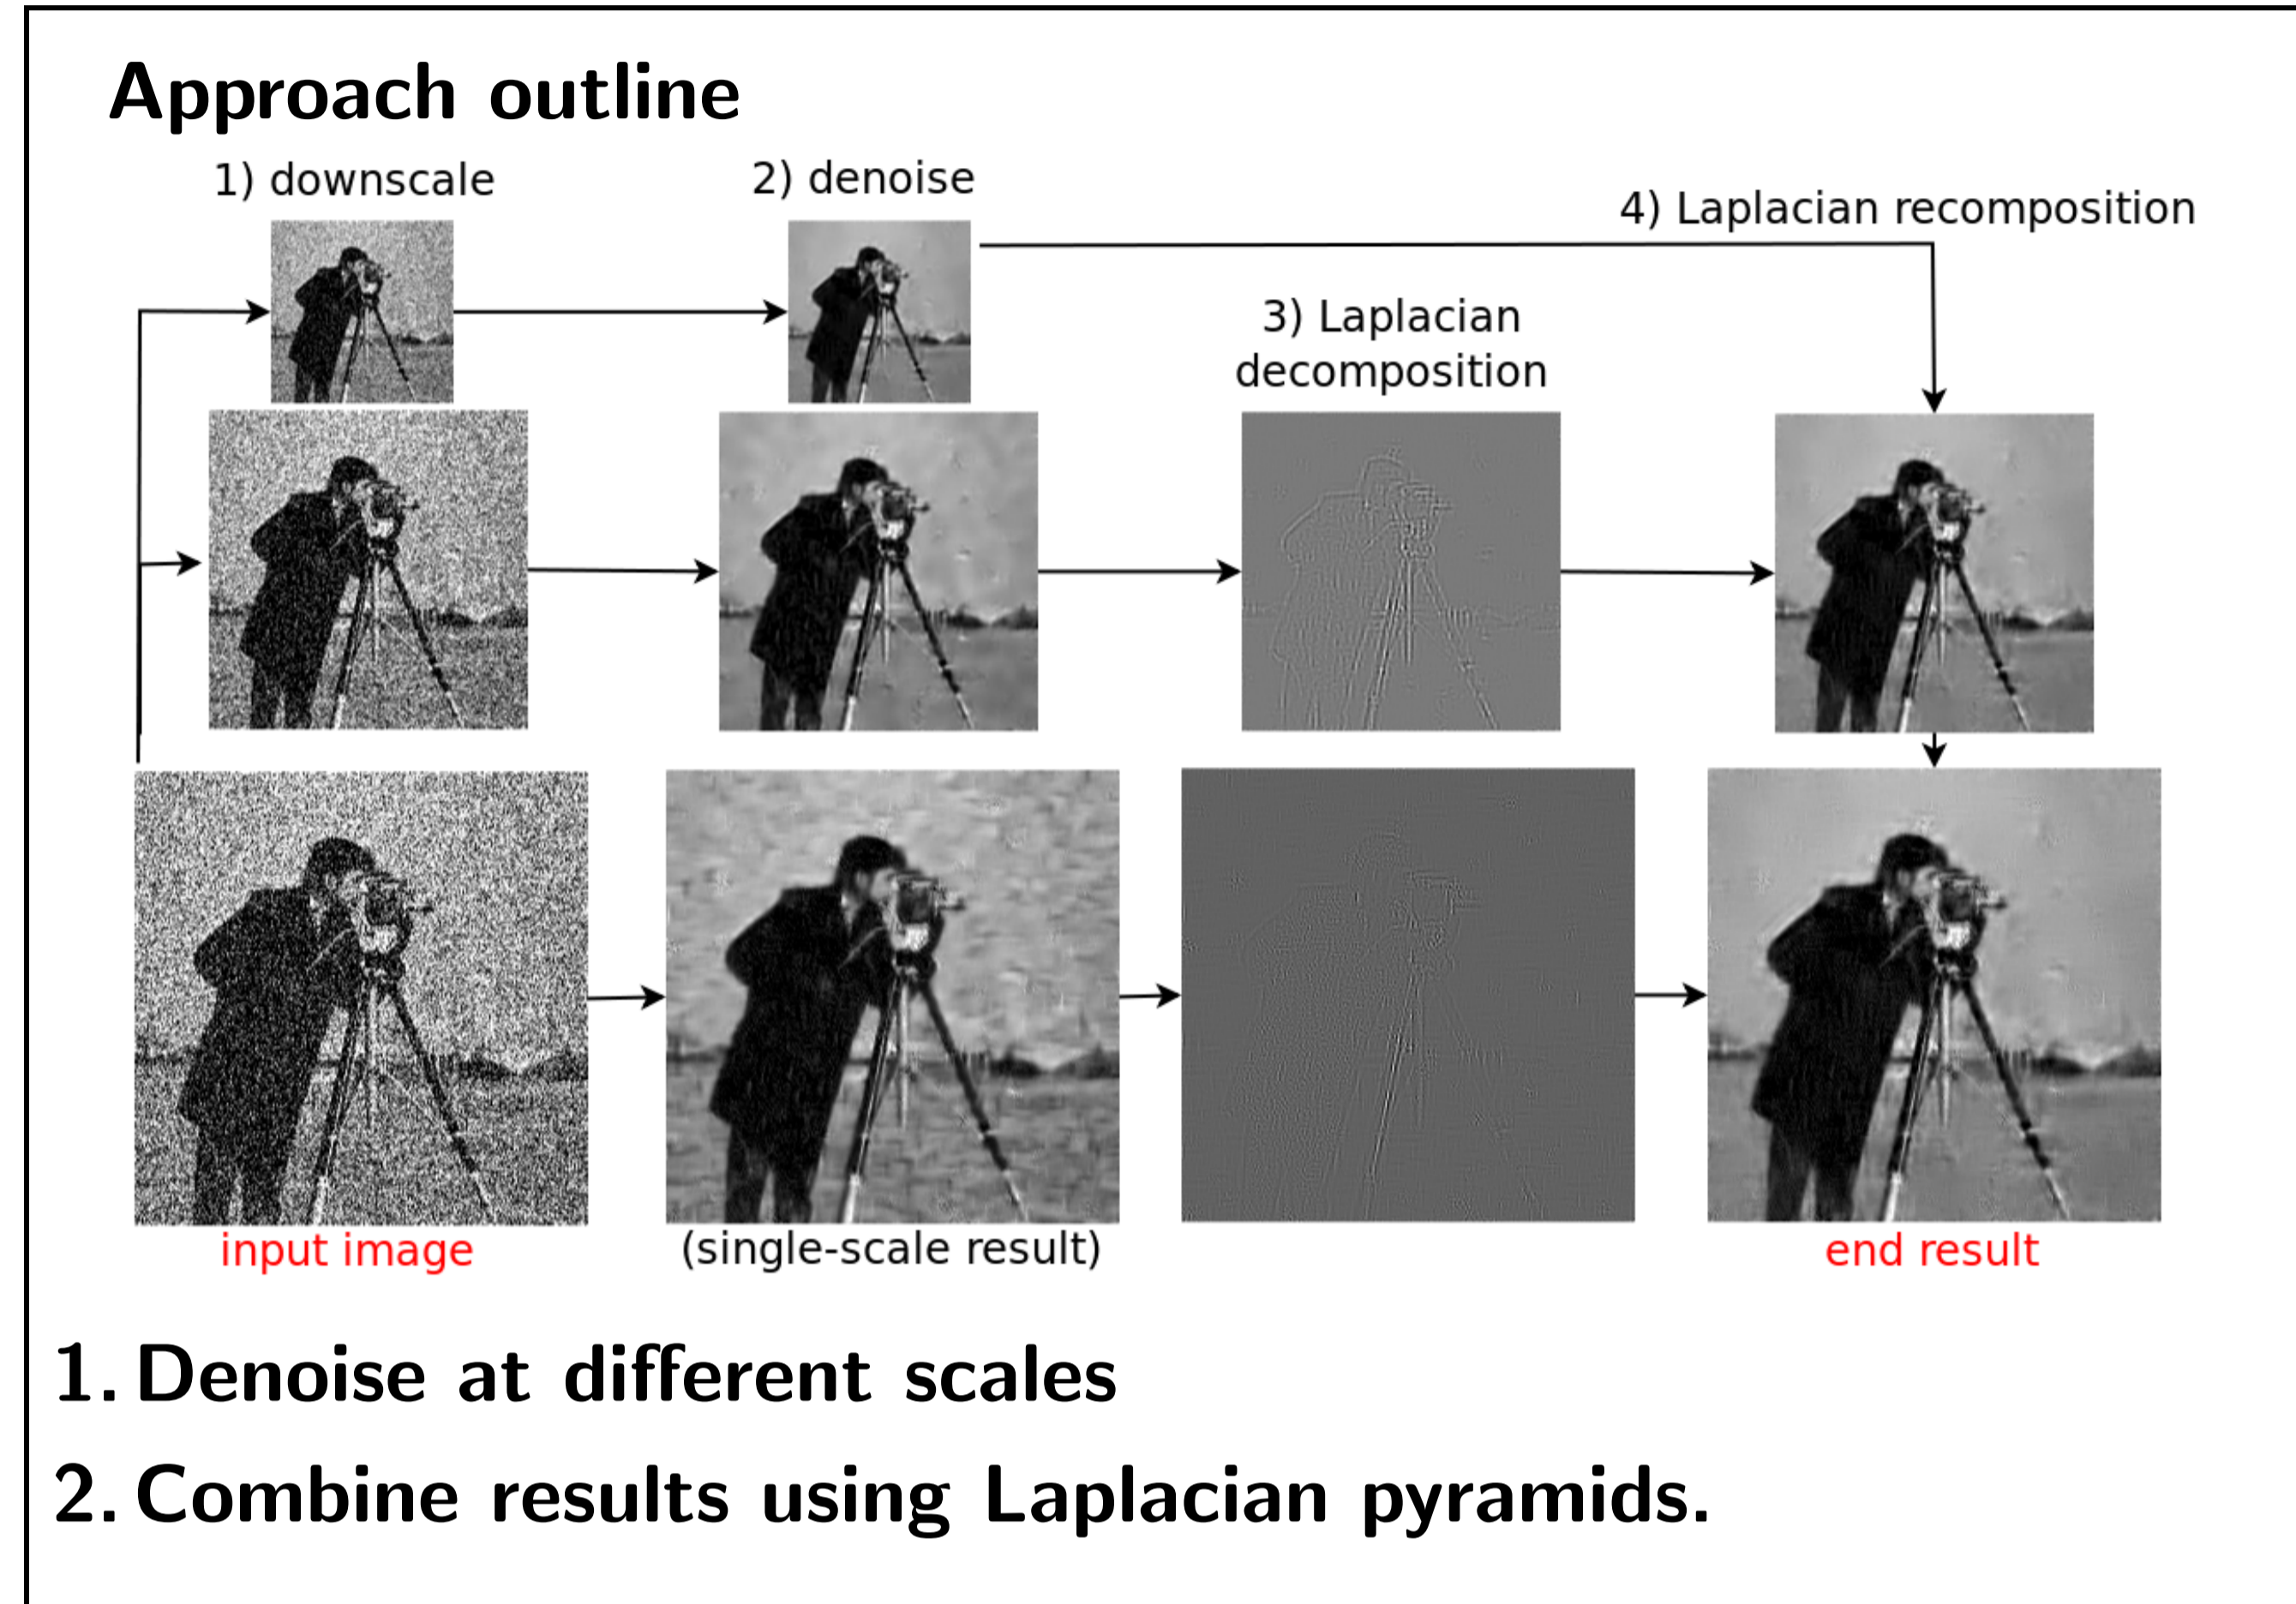 Approach outline
1) downscale
2) denoise
4) Laplacian recomposition
3) Laplacian
decomposition
input image
(single-scale result)
end result
1. Denoise at different scales
2. Combine results using Laplacian pyramids.